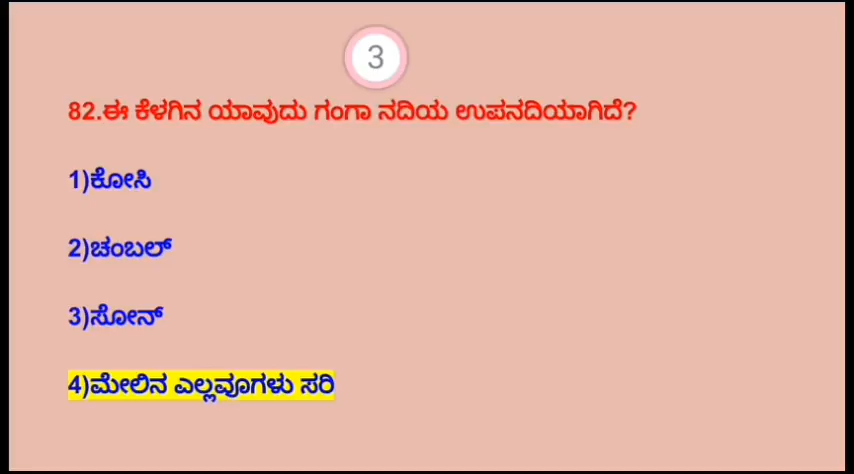 3
82.ಈ ಕೆಳಗಿನ ಯಾವುದು ಗಂಗಾ ನದಿಯ ಉಪನದಿಯಾಗಿದೆ?
1)ಕೋಸಿ
2)ಚಂಬಲ್
3)ಸೋನ್
4)ಮೇಲಿನ ಎಲ್ಲವೂಗಳು ಸರಿ